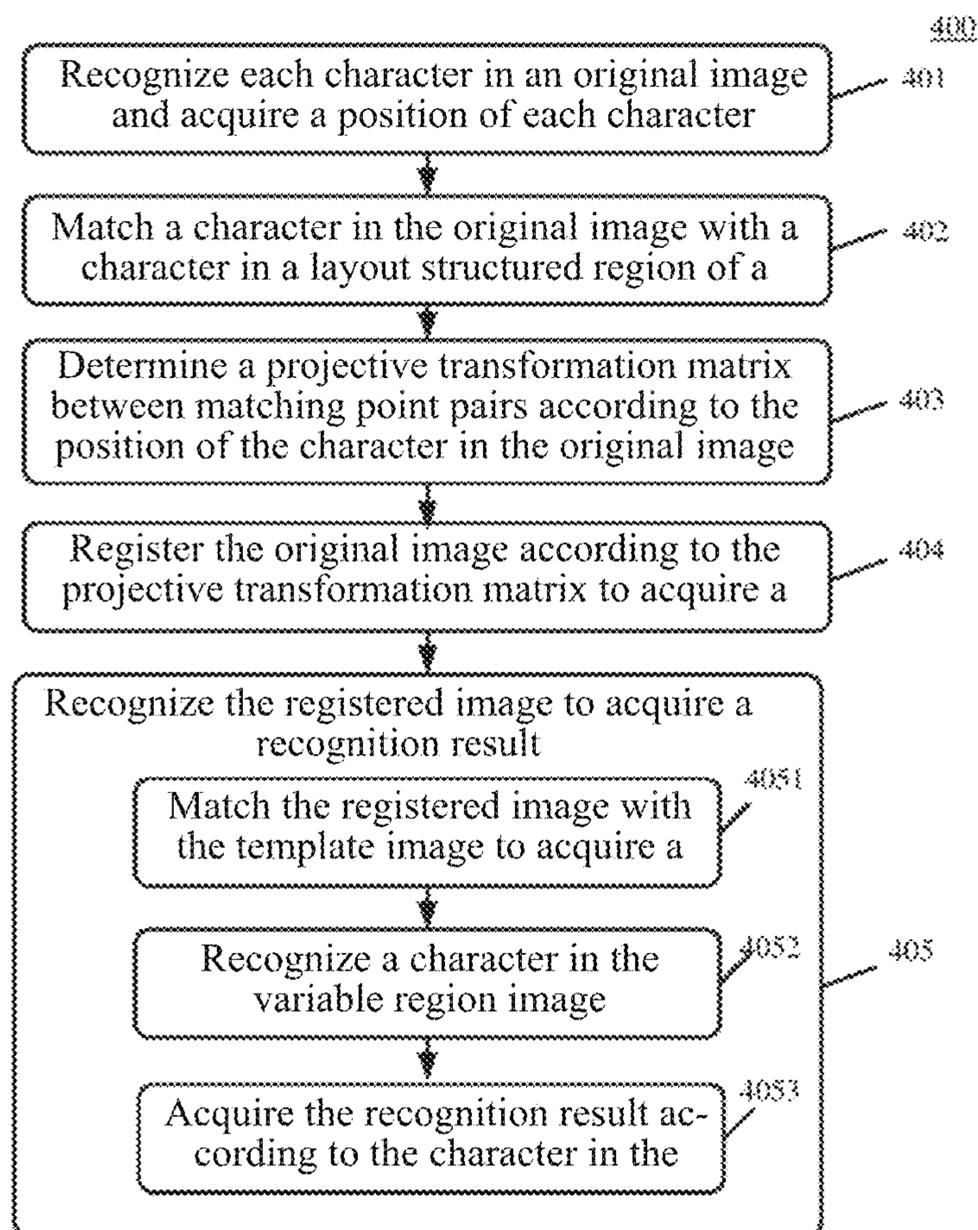 400
Recognize each character in an original image
and acquire a position of each character
401
Match a character in the original image with a
character in a layout structured region of a
402
Determine a projective transformation matrix
between matching point pairs according to the
position of the character in the original image
403
Register the original image according to the
projective transformation matrix to acquire a
404
Recognize the registered image to acquire a
recognition result
4051
Match the registered image with
the template image to acquire a
4052
Recognize a character in the
variable region image
405
4053
Acquire the recognition result ac-
cording to the character in the